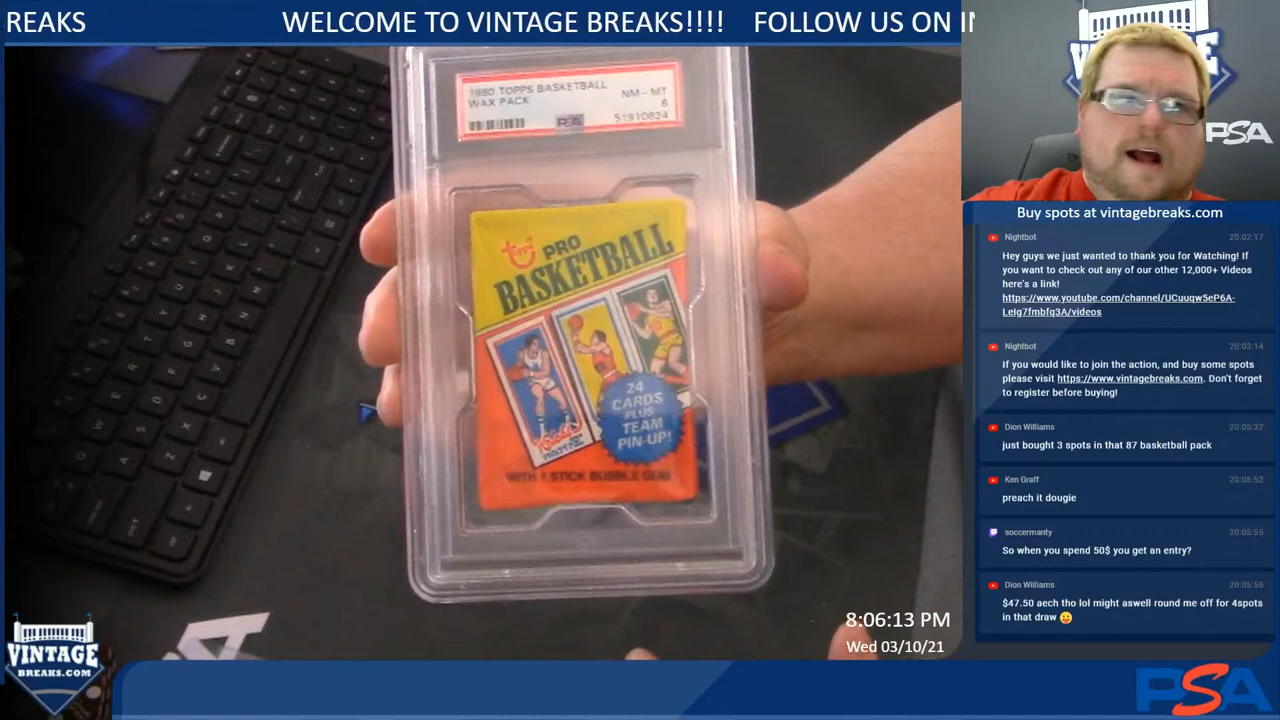 REAKS WELCOME TO VINTAGE BREAKS!!!! FOLLOW US ON IN
1980 TOPPS BASKETBALL
WAX PACK
NM - MT
8
51910824
PSA
topps PRO
BASKETBALL
24
CARDS
PLUS
TEAM
PIN-UP!
WITH 1 STICK BUBBLE GUM
8:06:13 PM
Wed 03/10/21
VINTAGE
BREAKS.COM
PSA
Buy spots at vintagebreaks.com
Nightbot 20:02:17
Hey guys we just wanted to thank you for Watching! If
you want to check out any of our other 12,000+ Videos
here's a link!
https://www.youtube.com/channel/UCuuqw5eP6A-
LeIg7fmbfq3A/videos
Nightbot 20:03:14
If you would like to join the action, and buy some spots
please visit https://www.vintagebreaks.com. Don't forget
to register before buying!
Dion Williams 20:05:32
just bought 3 spots in that 87 basketball pack
Ken Graff 20:05:52
preach it dougie
soccermanty 20:05:55
So when you spend 50$ you get an entry?
Dion Williams 20:05:56
$47.50 aech tho lol might aswell round me off for 4spots
in that draw 😛
PSA